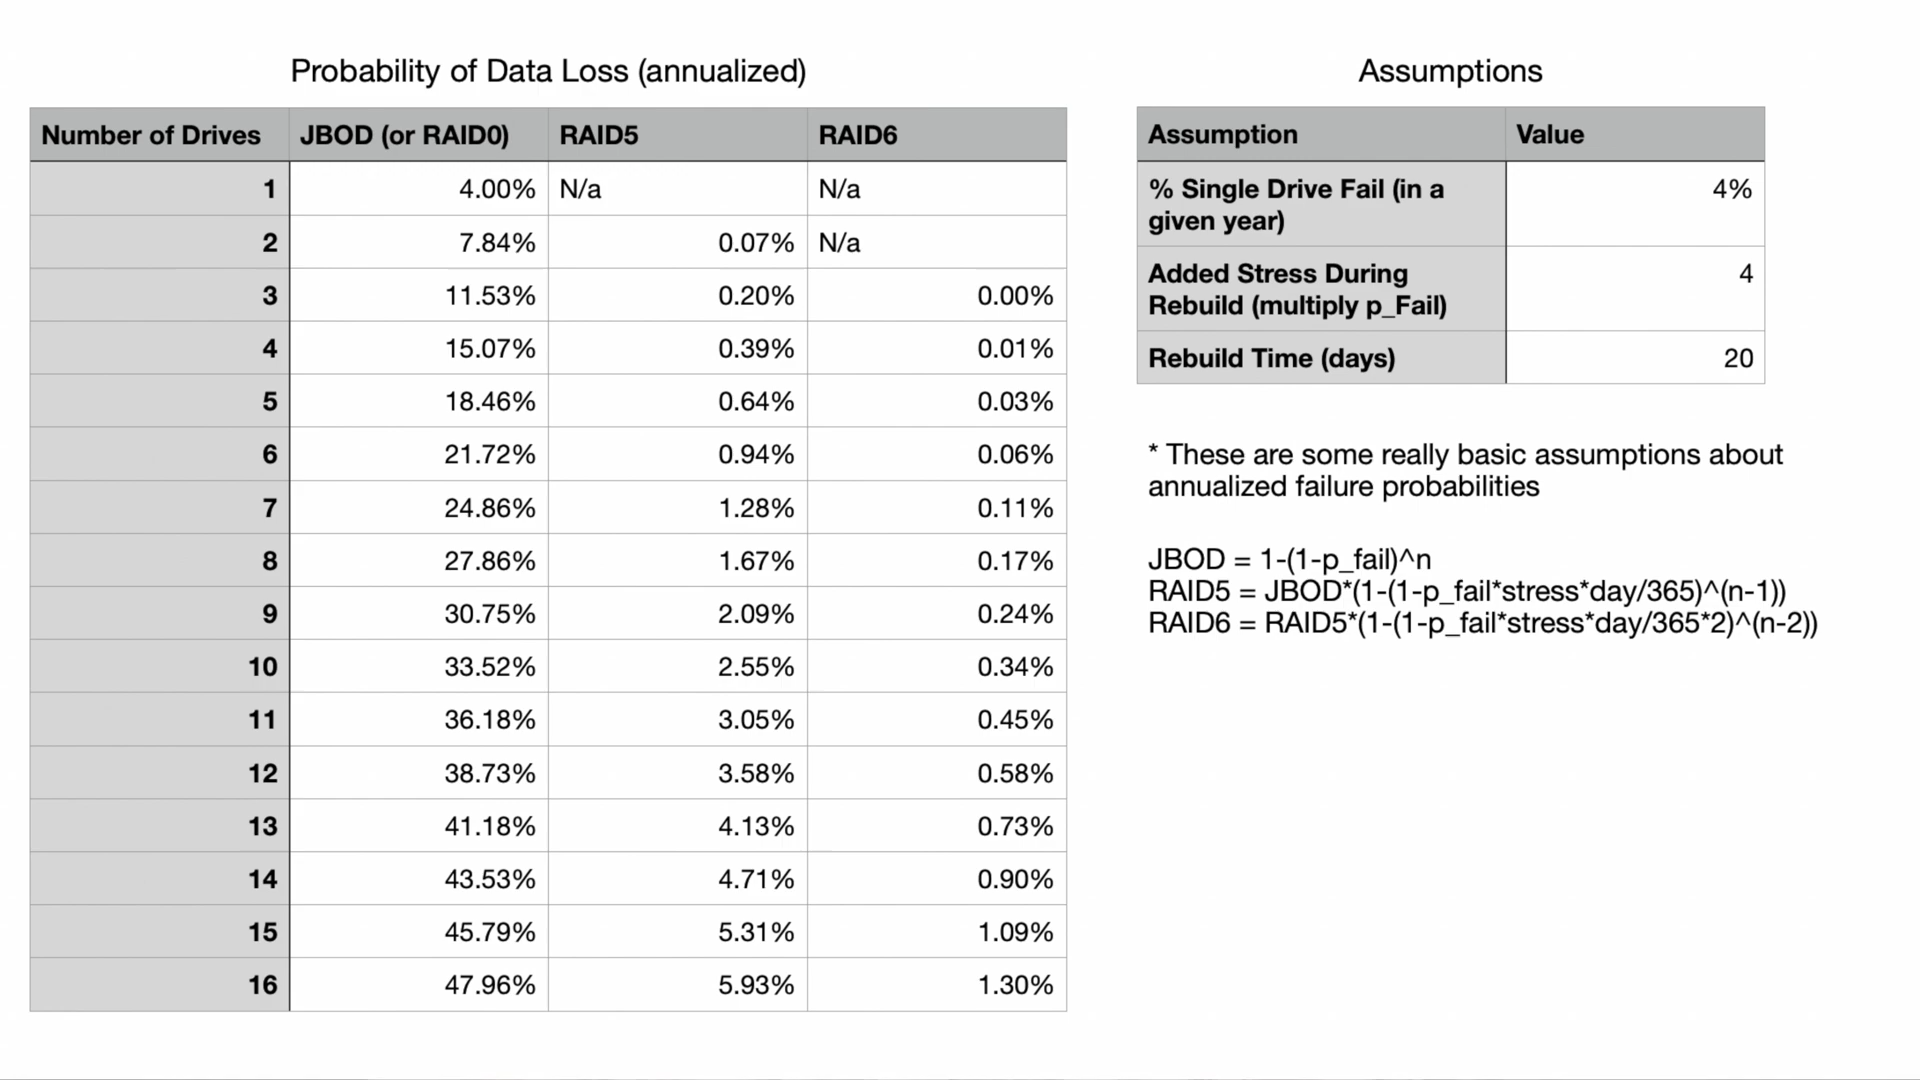 Probability of Data Loss (annualized)
Number of Drives JBOD (or RAID0) RAID5 RAID6
1 4.00% N/a N/a
2 7.84% 0.07% N/a
3 11.53% 0.20% 0.00%
4 15.07% 0.39% 0.01%
5 18.46% 0.64% 0.03%
6 21.72% 0.94% 0.06%
7 24.86% 1.28% 0.11%
8 27.86% 1.67% 0.17%
9 30.75% 2.09% 0.24%
10 33.52% 2.55% 0.34%
11 36.18% 3.05% 0.45%
12 38.73% 3.58% 0.58%
13 41.18% 4.13% 0.73%
14 43.53% 4.71% 0.90%
15 45.79% 5.31% 1.09%
16 47.96% 5.93% 1.30%
Assumptions
Assumption Value
% Single Drive Fail (in a 4%
given year)
Added Stress During 4
Rebuild (multiply p_Fail)
Rebuild Time (days) 20
* These are some really basic assumptions about
annualized failure probabilities
JBOD = 1-(1-p_fail)^n
RAID5 = JBOD*(1-(1-p_fail*stress*day/365)^(n-1))
RAID6 = RAID5*(1-(1-p_fail*stress*day/365*2)^(n-2))